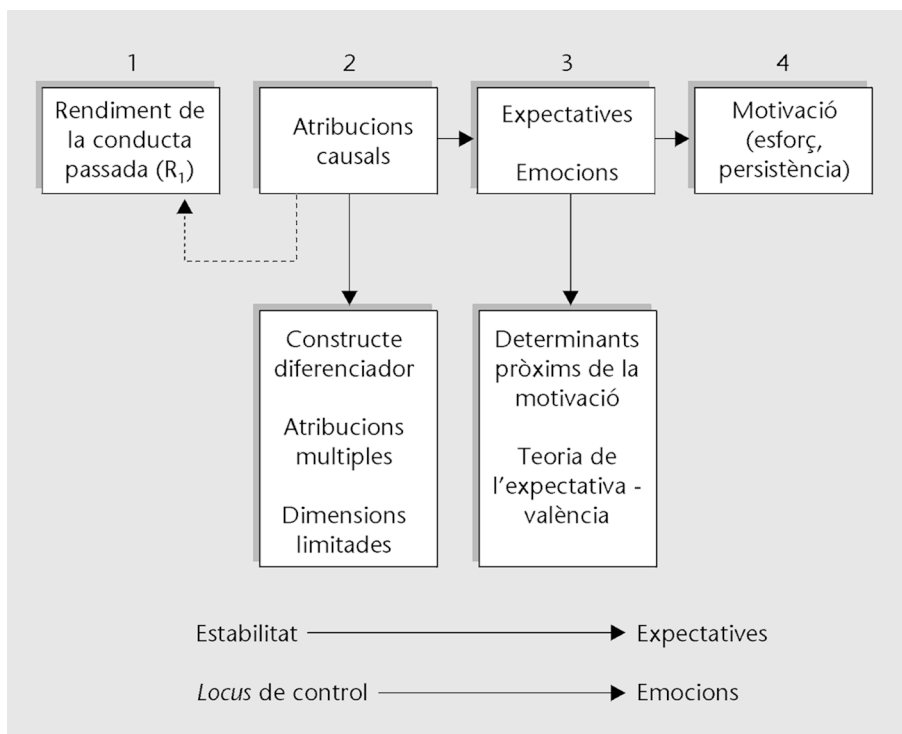 1
Rendiment de
la conducta
passada (R₁)
2
Atribucions
causals
3
Expectatives
Emocions
4
Motivació
(esforç,
persistència)
Constructe
diferenciador
Atribucions
multiples
Dimensions
limitades
Determinants
pròxims de la
motivació
Teoria de
l’expectativa -
valència
Estabilitat
Expectatives
Locus de control
Emocions